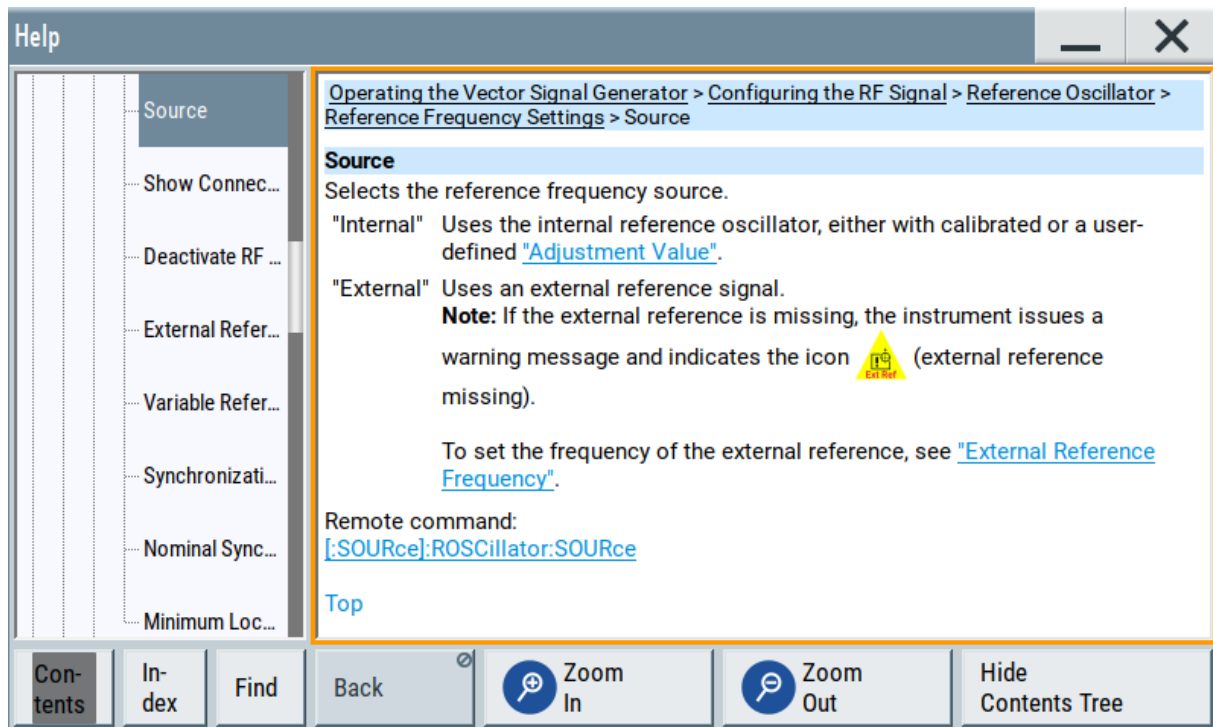 Help
Source
Show Connec...
Deactivate RF ...
External Refer...
Variable Refer...
Synchronizati...
Nominal Sync...
Minimum Loc...
Operating the Vector Signal Generator > Configuring the RF Signal > Reference Oscillator >
Reference Frequency Settings > Source
Source
Selects the reference frequency source.
"Internal" Uses the internal reference oscillator, either with calibrated or a user-
defined "Adjustment Value".
"External" Uses an external reference signal.
Note: If the external reference is missing, the instrument issues a
warning message and indicates the icon Ext Ref (external reference
missing).
To set the frequency of the external reference, see "External Reference
Frequency".
Remote command:
[:SOURce]:ROSCillator:SOURce
Top
Con-
tents
In-
dex
Find
Back
Zoom
In
Zoom
Out
Hide
Contents Tree